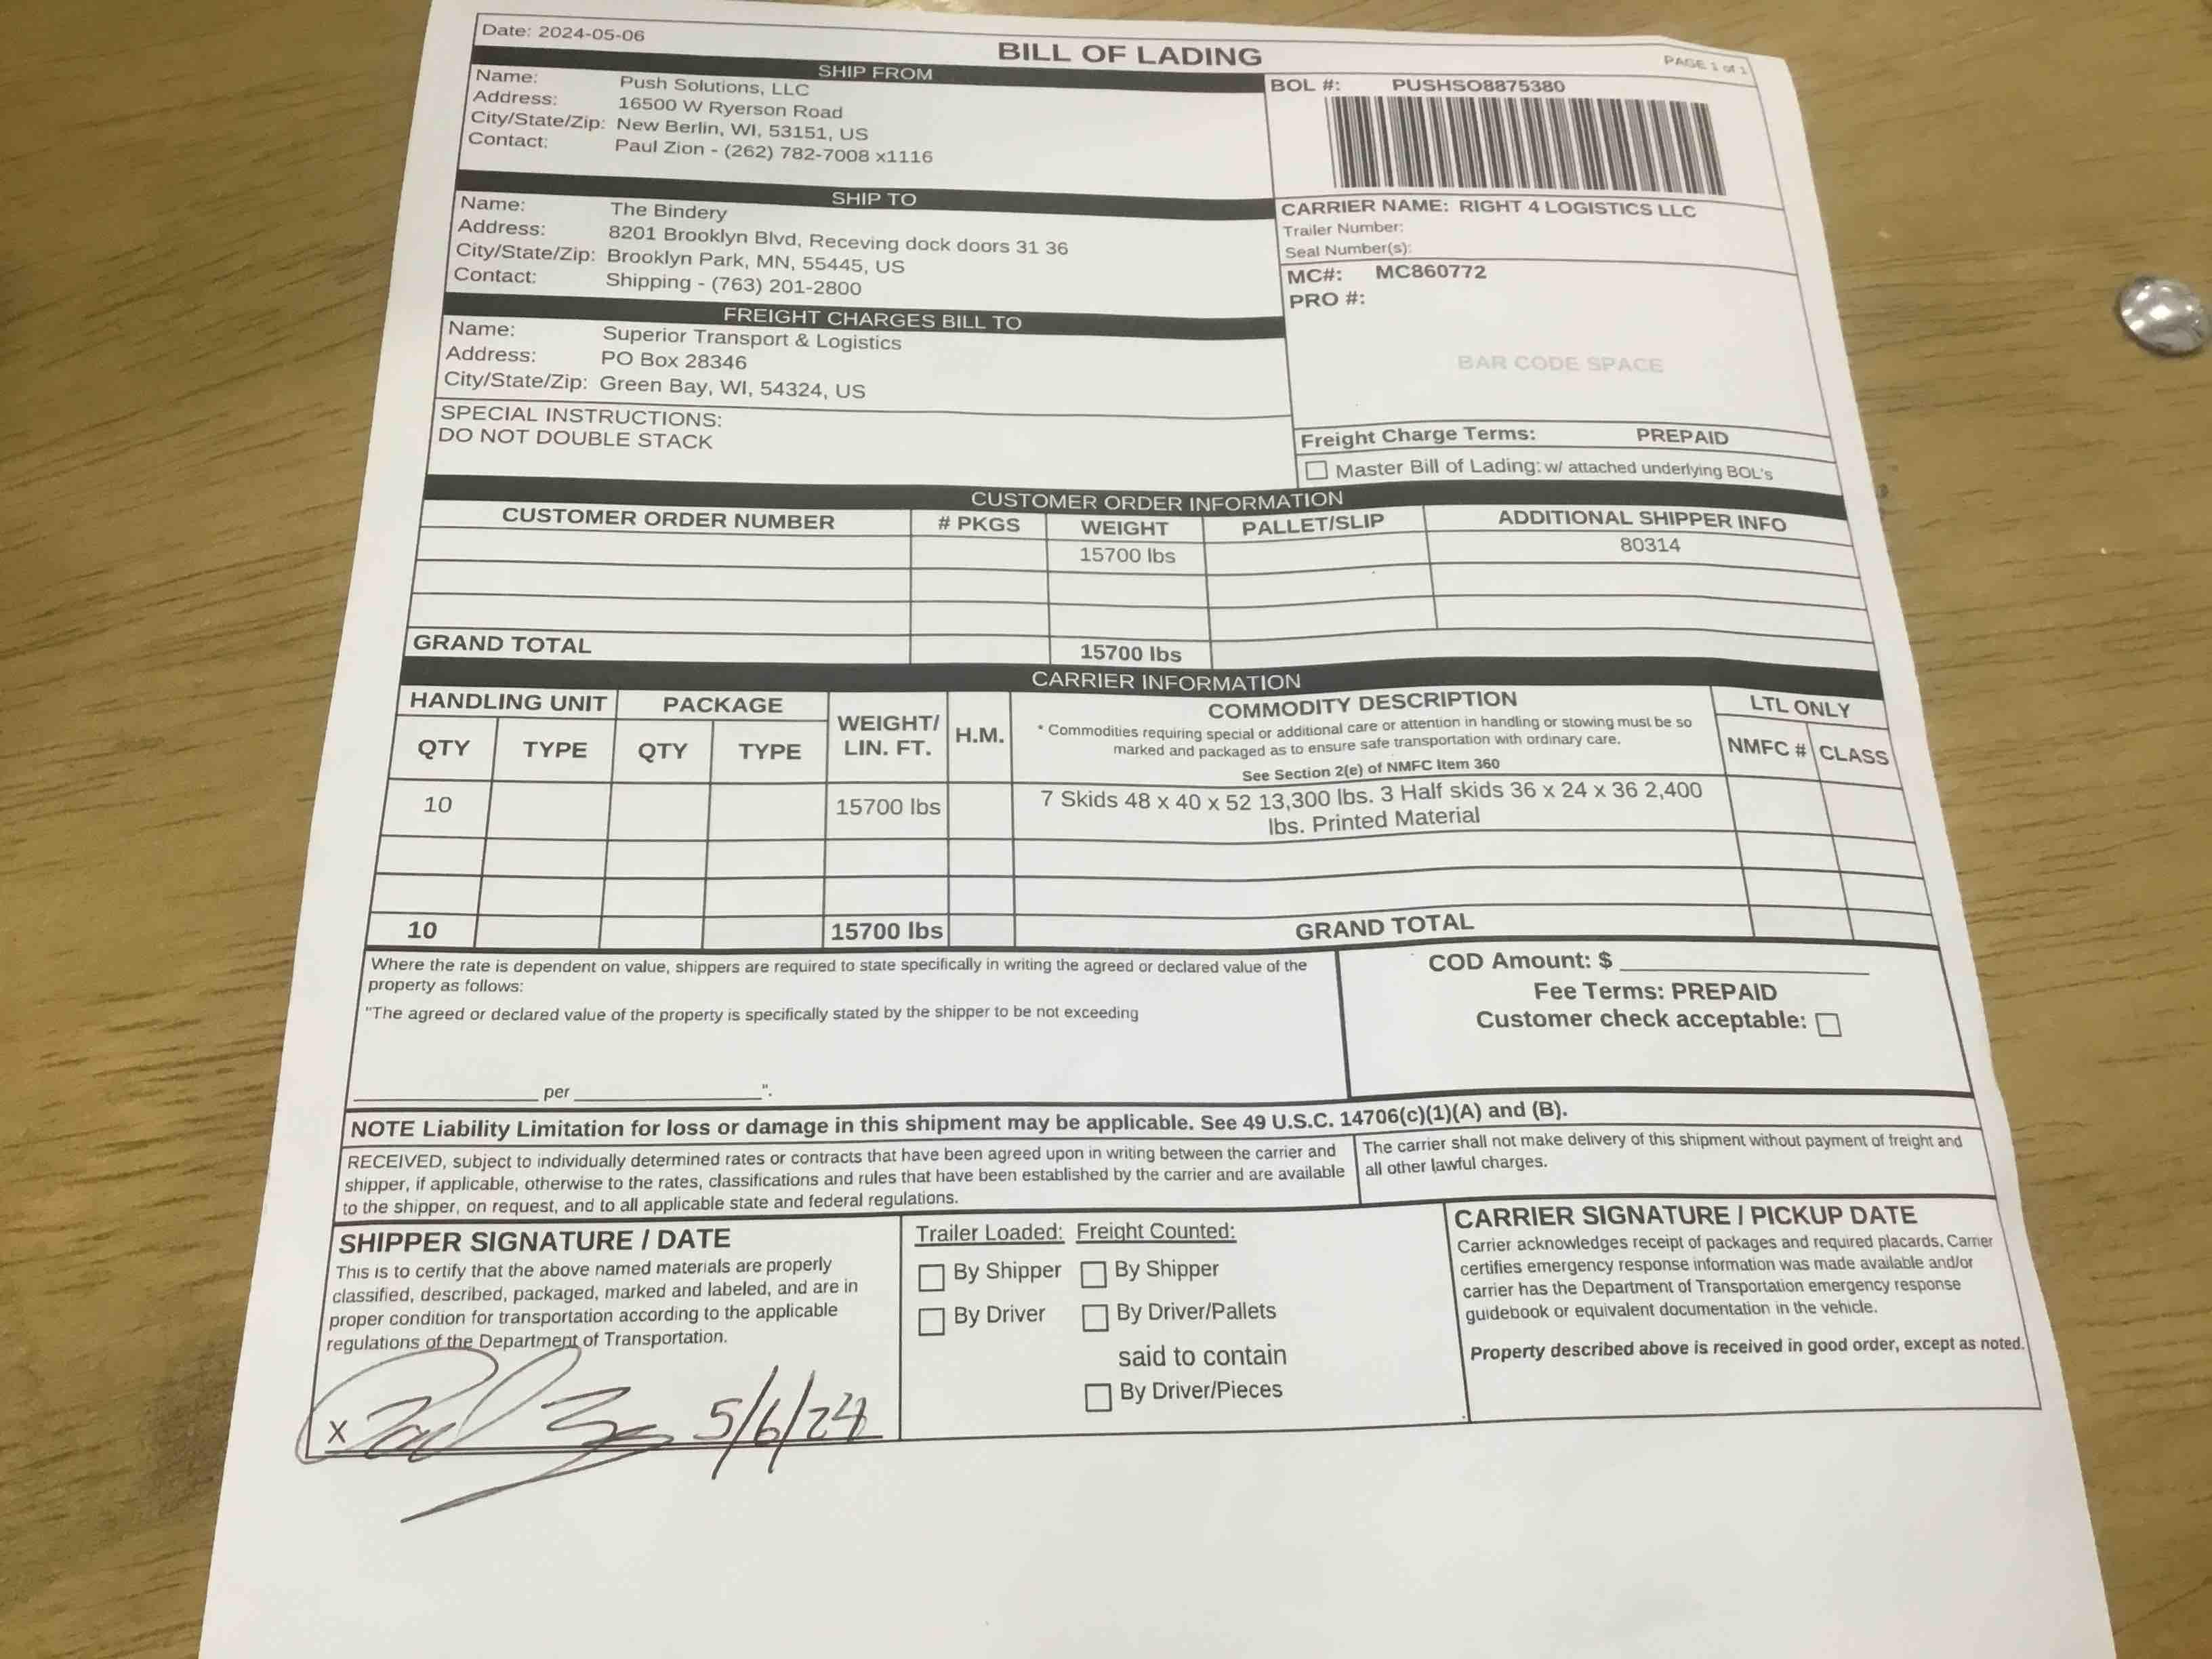 Date: 2024-05-06
BILL OF LADING
PAGE 1 of 1
SHIP FROM
Name: Push Solutions, LLC
Address: 16500 W Ryerson Road
City/State/Zip: New Berlin, WI, 53151, US
Contact: Paul Zion - (262) 782-7008 x1116
BOL #: PUSHSO8875380
SHIP TO
Name: The Bindery
Address: 8201 Brooklyn Blvd, Receving dock doors 31 36
City/State/Zip: Brooklyn Park, MN, 55445, US
Contact: Shipping - (763) 201-2800
CARRIER NAME: RIGHT 4 LOGISTICS LLC
Trailer Number:
Seal Number(s):
MC#: MC860772
PRO #:
BAR CODE SPACE
FREIGHT CHARGES BILL TO
Name: Superior Transport & Logistics
Address: PO Box 28346
City/State/Zip: Green Bay, WI, 54324, US
SPECIAL INSTRUCTIONS:
DO NOT DOUBLE STACK
Freight Charge Terms: PREPAID
Master Bill of Lading: w/ attached underlying BOL's
CUSTOMER ORDER INFORMATION
CUSTOMER ORDER NUMBER # PKGS WEIGHT PALLET/SLIP ADDITIONAL SHIPPER INFO
15700 lbs 80314
GRAND TOTAL 15700 lbs
CARRIER INFORMATION
HANDLING UNIT PACKAGE WEIGHT/ LIN. FT. H.M. COMMODITY DESCRIPTION LTL ONLY
* Commodities requiring special or additional care or attention in handling or stowing must be so
marked and packaged as to ensure safe transportation with ordinary care.
See Section 2(e) of NMFC Item 360
QTY TYPE QTY TYPE NMFC # CLASS
10 15700 lbs 7 Skids 48 x 40 x 52 13,300 lbs. 3 Half skids 36 x 24 x 36 2,400
lbs. Printed Material
10 15700 lbs GRAND TOTAL
Where the rate is dependent on value, shippers are required to state specifically in writing the agreed or declared value of the
property as follows:
"The agreed or declared value of the property is specifically stated by the shipper to be not exceeding
per ".
COD Amount: $
Fee Terms: PREPAID
Customer check acceptable:
NOTE Liability Limitation for loss or damage in this shipment may be applicable. See 49 U.S.C. 14706(c)(1)(A) and (B).
RECEIVED, subject to individually determined rates or contracts that have been agreed upon in writing between the carrier and
shipper, if applicable, otherwise to the rates, classifications and rules that have been established by the carrier and are available
to the shipper, on request, and to all applicable state and federal regulations.
The carrier shall not make delivery of this shipment without payment of freight and
all other lawful charges.
SHIPPER SIGNATURE / DATE
This is to certify that the above named materials are properly
classified, described, packaged, marked and labeled, and are in
proper condition for transportation according to the applicable
regulations of the Department of Transportation.
X 5/6/24
Trailer Loaded: Freight Counted:
By Shipper By Shipper
By Driver By Driver/Pallets
said to contain
By Driver/Pieces
CARRIER SIGNATURE / PICKUP DATE
Carrier acknowledges receipt of packages and required placards. Carrier
certifies emergency response information was made available and/or
carrier has the Department of Transportation emergency response
guidebook or equivalent documentation in the vehicle.
Property described above is received in good order, except as noted.